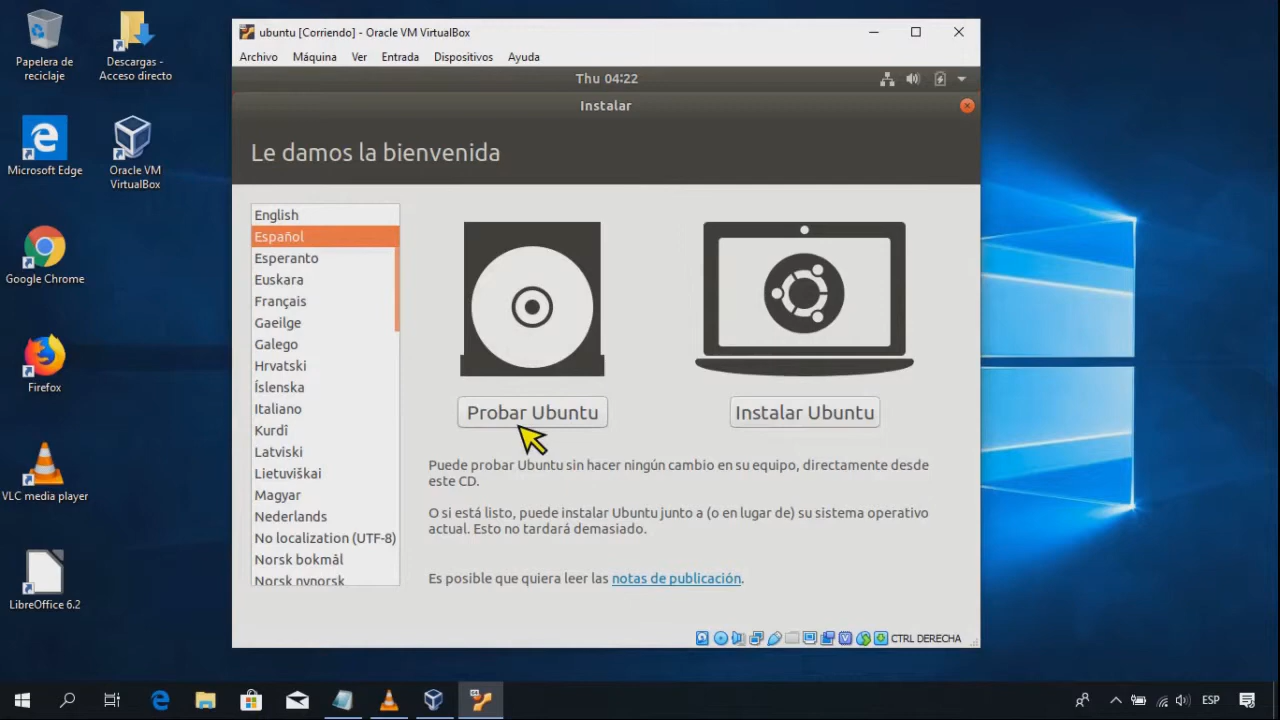 Papelera de
reciclaje
Descargas -
Acceso directo
Microsoft Edge
Oracle VM
VirtualBox
Google Chrome
Firefox
VLC media player
LibreOffice 6.2
ubuntu [Corriendo] - Oracle VM VirtualBox
Archivo Máquina Ver Entrada Dispositivos Ayuda
Thu 04:22
Instalar
Le damos la bienvenida
English
Español
Esperanto
Euskara
Français
Gaeilge
Galego
Hrvatski
Íslenska
Italiano
Kurdî
Latviski
Lietuviškai
Magyar
Nederlands
No localization (UTF-8)
Norsk bokmål
Norsk nynorsk
Probar Ubuntu
Instalar Ubuntu
Puede probar Ubuntu sin hacer ningún cambio en su equipo, directamente desde
este CD.
O si está listo, puede instalar Ubuntu junto a (o en lugar de) su sistema operativo
actual. Esto no tardará demasiado.
Es posible que quiera leer las notas de publicación.
CTRL DERECHA
ESP